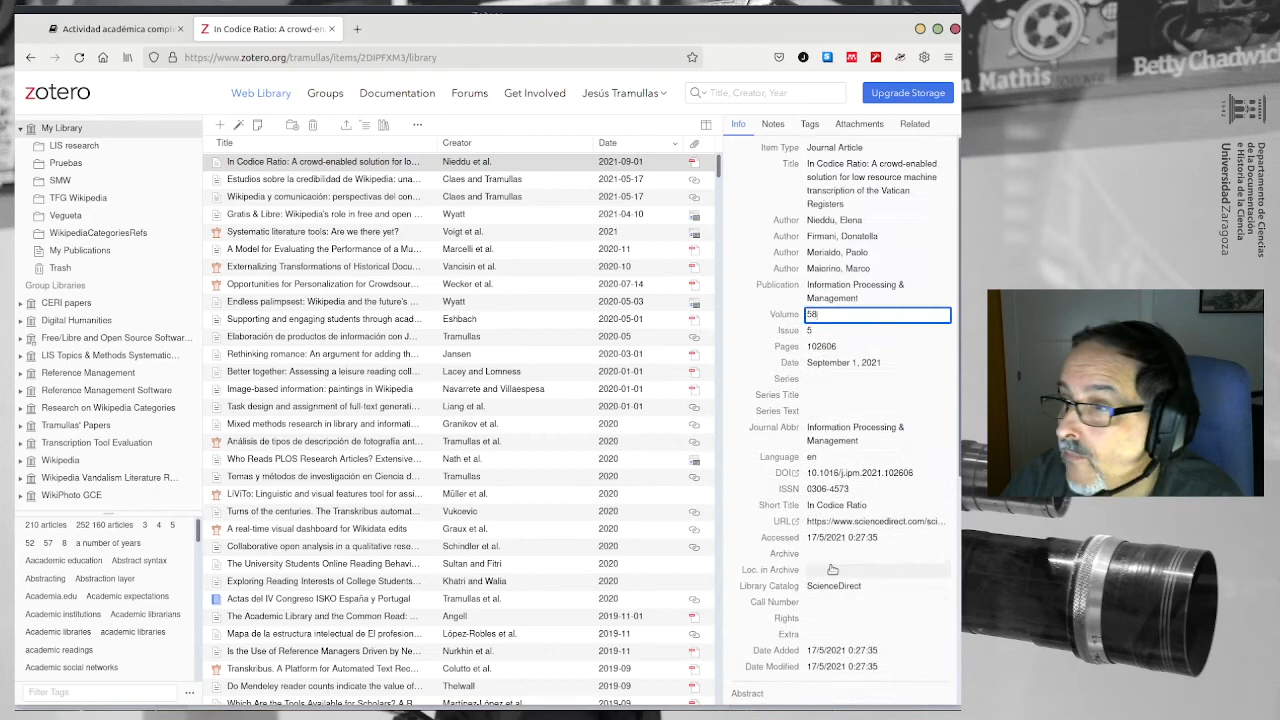 Actividad académica compl
In Codice Ratio: A crowd-en
https://www.zotero.org/tramullas/items/2DIPFXM3/library
zotero
Web Library
Groups
Documentation
Forums
Get Involved
Jesús Tramullas
Title, Creator, Year
Upgrade Storage
My Library
LIS research
Pruebas
SMW
TFG Wikipedia
Vegueta
WikipediaCategoriesRefs
My Publications
Trash
Group Libraries
CERI papers
Digital Humanities
Free/Libre and Open Source Softwar...
LIS Topics & Methods Systematic...
Reference Management
Reference Management Software
Research on Wikipedia Categories
Tramullas' Papers
Transcription Tool Analysis
Wikipedia
Wikipedia Vandalism Literature R...
WikiPhoto GCE
210 articles 252 160 articles 3 4 5
52 57 8 a number of years
Aacademic education Abstract syntax
Abstracting Abstraction layer
Academia.edu Academic expectations
Academic institutions Academic librarians
Academic libraries academic libraries
academic readings
Academic social networks
Filter Tags
Title Creator Date
In Codice Ratio: A crowd-enabled solution for lo... Nieddu et al. 2021-09-01
Estudios sobre la credibilidad de Wikipedia: una... Claes and Tramullas 2021-05-17
Wikipedia y comunicación: perspectivas del con... Claes and Tramullas 2021-05-17
Gratis & Libre: Wikipedia's role in free and open ... Wyatt 2021-04-10
Systematic literature tools: Are we there yet? Voigt et al. 2021
A Model for Evaluating the Performance of a Mu... Marcelli et al. 2020-11
Externalizing Transformations of Historical Docu... Vancisin et al. 2020-10
Opportunities for Personalization for Crowdsour... Wecker et al. 2020-07-14
Endless palimpsest: Wikipedia and the future's ... Wyatt 2020-05-03
Engaging and supporting students through acad... Eshbach 2020-05-01
Elaboración de productos de información con te... Tramullas 2020-05
Rethinking romance: An argument for adding th... Jansen 2020-03-01
Better together: Assessing a leisure reading coll... Lacey and Lomness 2020-01-01
Image-based information: paintings in Wikipedia Navarrete and Villaespesa 2020-01-01
Task design and assignment of full-text generati... Liang et al. 2020-01-01
Mixed methods research in library and informati... Granikov et al. 2020
Análisis de tipos de descripción de fotografía ant... Tramullas et al. 2020
Who Reads PLOS Research Articles? Extensive... Nath et al. 2020
Temas y métodos de investigación en Ciencia ... Tramullas 2020
LiViTo: Linguistic and visual features tool for assi... Müller et al. 2020
Turns of the centuries. The Transkribus automat... Vukcevic 2020
A real-time visual dashboard for Wikidata edits Graux et al. 2020
Collaborative open analysis in a qualitative rese... Schindler et al. 2020
The University Students Online Reading Behavi... Sultan and Fitri 2020
Exploring Reading Interests of College Students... Khatri and Walia 2020
Actas del IV Congreso ISKO España y Portugal Tramullas et al. 2020
The Academic Library and the Common Read: ... Angell 2019-11-01
Mapa de la estructura intelectual de El profesion... López-Robles et al. 2019-11
Is the Use of Reference Managers Driven by Ne... Nurkhin et al. 2019-11
Transkribus. A Platform for Automated Text Rec... Colutto et al. 2019-09
Do Mendeley reader counts indicate the value of... Thelwall 2019-09
Which Tools Are Available for Scholars? A R... Martínez-López et al. 2019-09
Info Notes Tags Attachments Related
Item Type Journal Article
Title In Codice Ratio: A crowd-enabled
solution for low resource machine
transcription of the Vatican
Registers
Author Nieddu, Elena
Author Firmani, Donatella
Author Merialdo, Paolo
Author Maiorino, Marco
Publication Information Processing &
Management
Volume 58
Issue 5
Pages 102606
Date September 1, 2021
Series
Series Title
Series Text
Journal Abbr Information Processing &
Management
Language en
DOI 10.1016/j.ipm.2021.102606
ISSN 0306-4573
Short Title In Codice Ratio
URL https://www.sciencedirect.com/sci...
Accessed 17/5/2021 0:27:35
Archive
Loc. in Archive
Library Catalog ScienceDirect
Call Number
Rights
Extra
Date Added 17/5/2021 0:27:35
Date Modified 17/5/2021 0:27:35
Abstract
Mathis
Betty Chadwi
Departamento de Ciencias
de la Documentación
e Historia de la Ciencia
Universidad Zaragoza